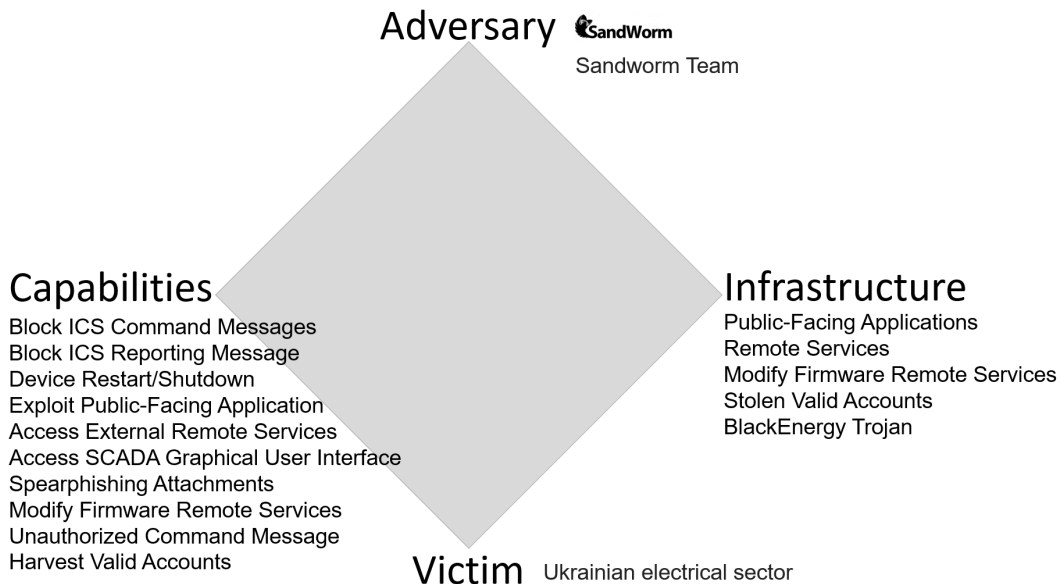 Adversary
SandWorm
Sandworm Team
Capabilities
Block ICS Command Messages
Block ICS Reporting Message
Device Restart/Shutdown
Exploit Public-Facing Application
Access External Remote Services
Access SCADA Graphical User Interface
Spearphishing Attachments
Modify Firmware Remote Services
Unauthorized Command Message
Harvest Valid Accounts
Infrastructure
Public-Facing Applications
Remote Services
Modify Firmware Remote Services
Stolen Valid Accounts
BlackEnergy Trojan
Victim
Ukrainian electrical sector